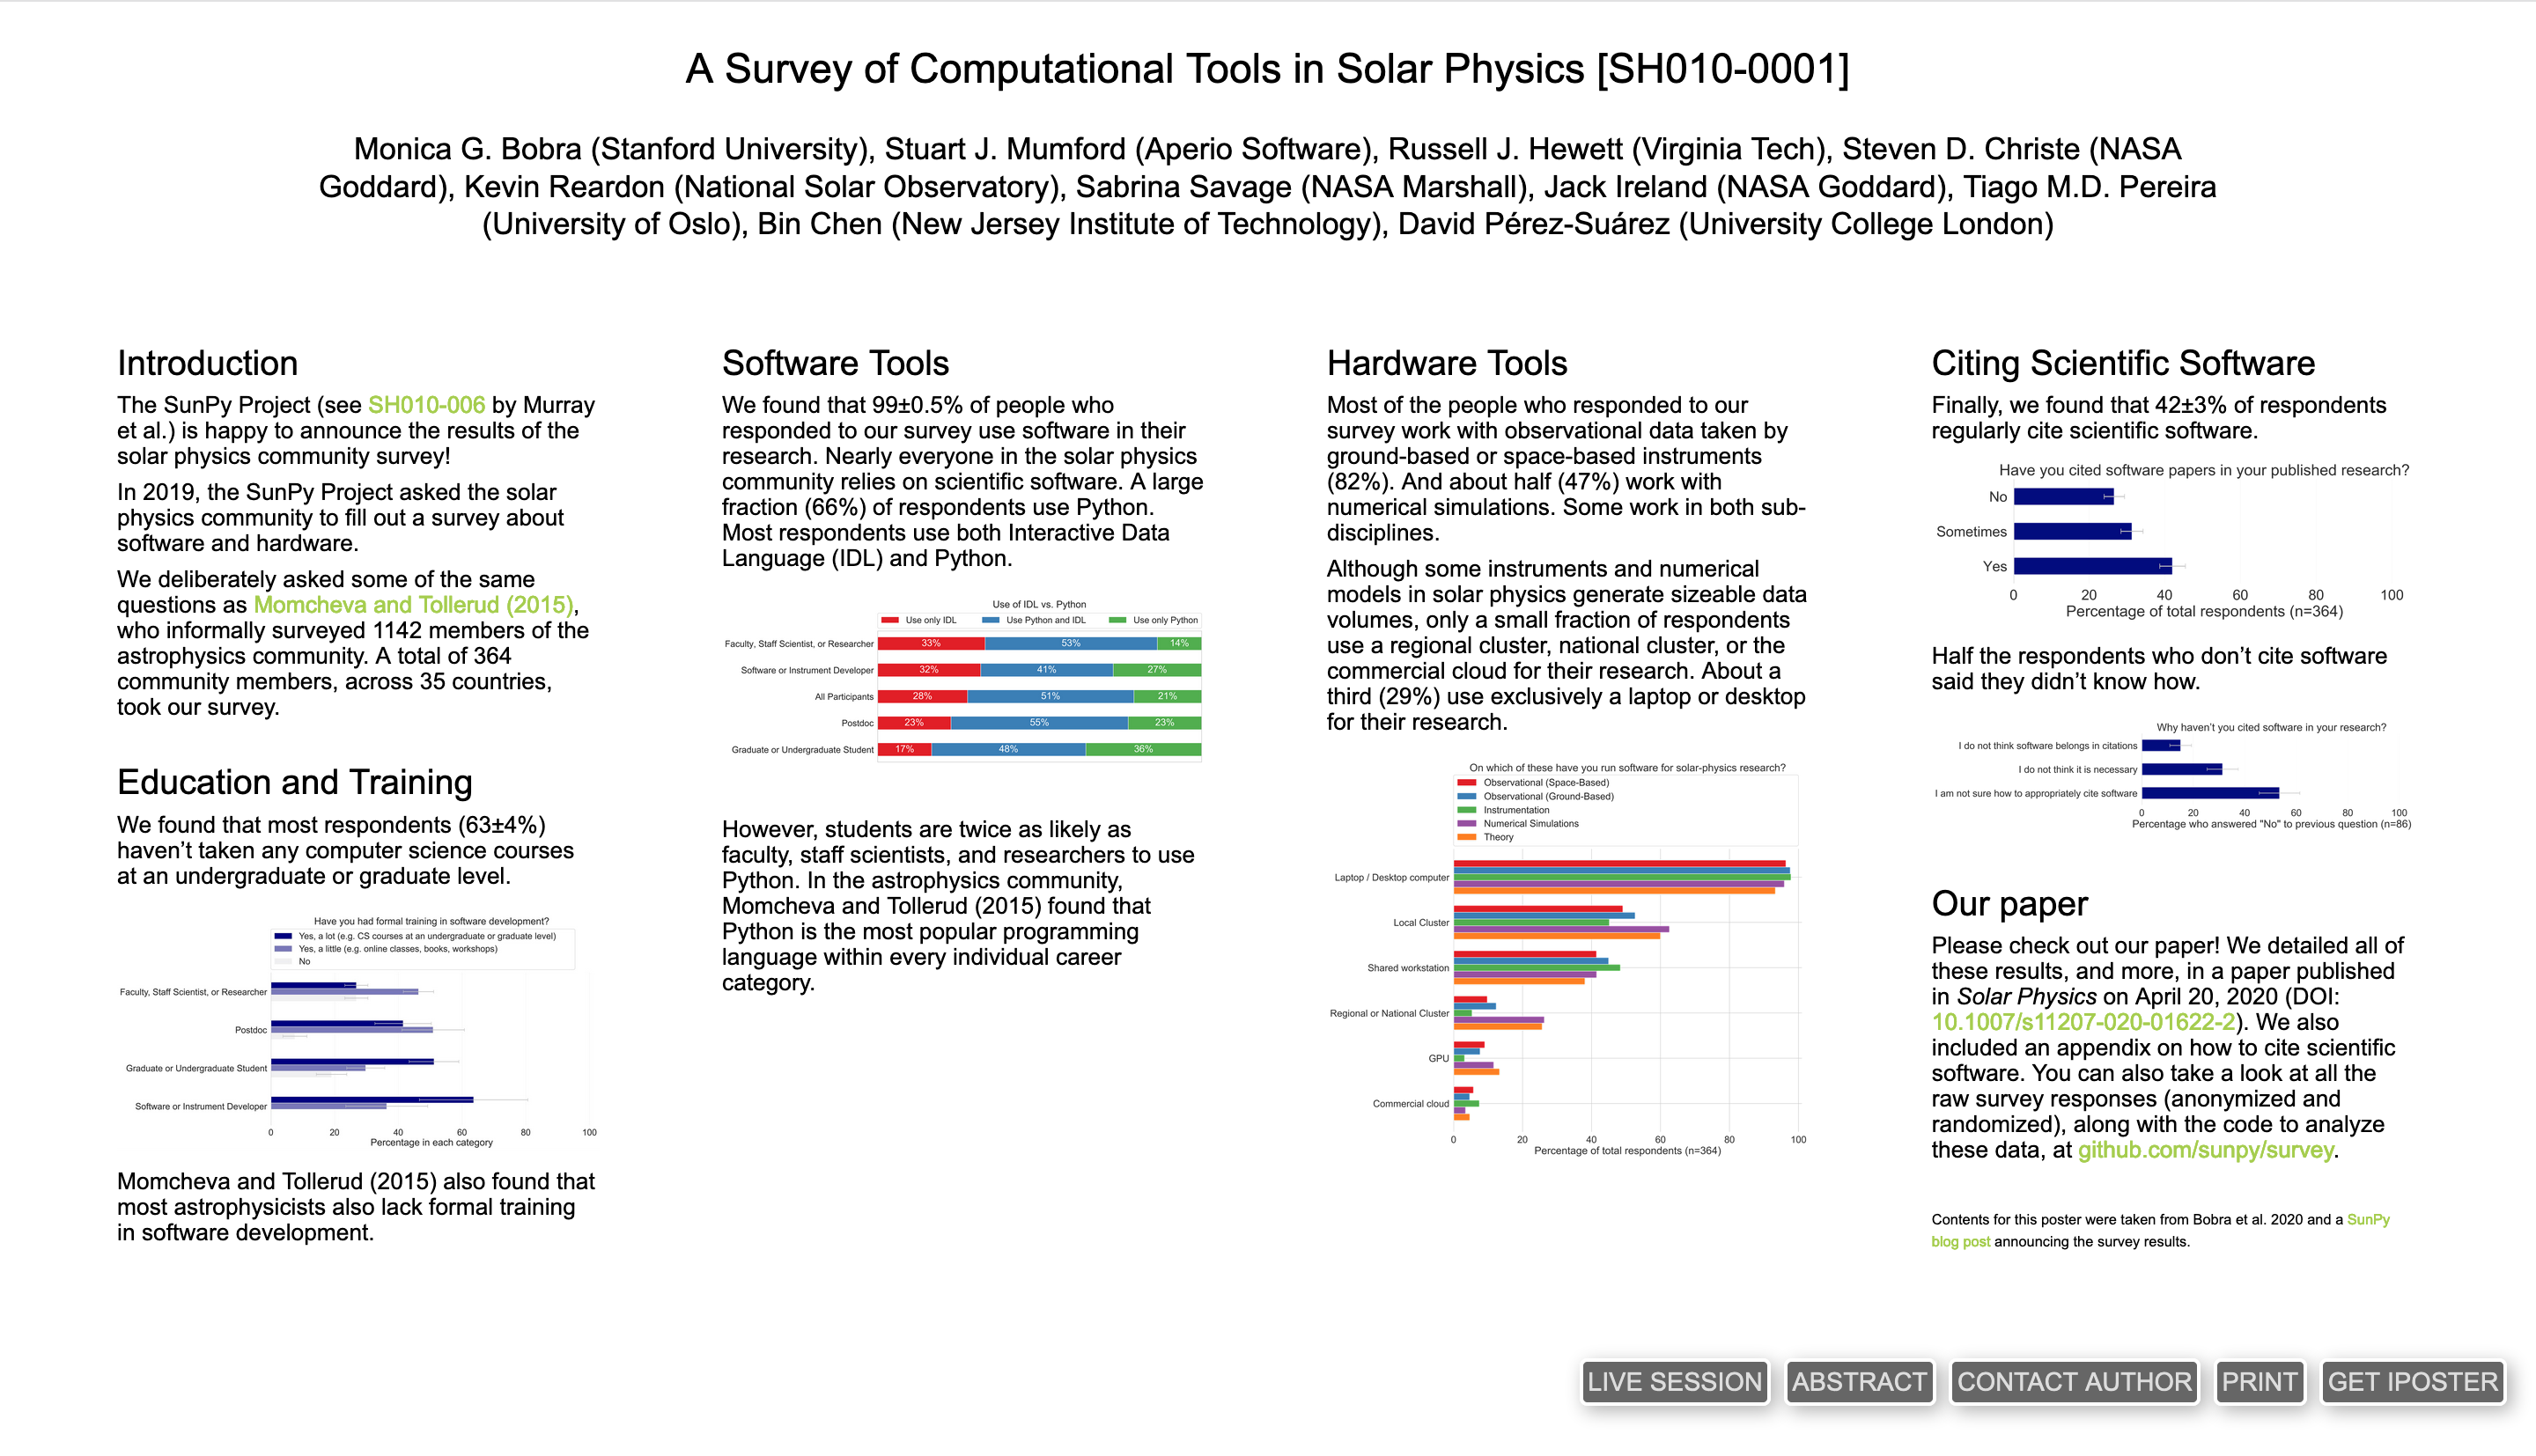 A Survey of Computational Tools in Solar Physics [SH010-0001]
Monica G. Bobra (Stanford University), Stuart J. Mumford (Aperio Software), Russell J. Hewett (Virginia Tech), Steven D. Christe (NASA
Goddard), Kevin Reardon (National Solar Observatory), Sabrina Savage (NASA Marshall), Jack Ireland (NASA Goddard), Tiago M.D. Pereira
(University of Oslo), Bin Chen (New Jersey Institute of Technology), David Pérez-Suárez (University College London)
Introduction
The SunPy Project (see SH010-006 by Murray
et al.) is happy to announce the results of the
solar physics community survey!
In 2019, the SunPy Project asked the solar
physics community to fill out a survey about
software and hardware.
We deliberately asked some of the same
questions as Momcheva and Tollerud (2015),
who informally surveyed 1142 members of the
astrophysics community. A total of 364
community members, across 35 countries,
took our survey.
Education and Training
We found that most respondents (63±4%)
haven't taken any computer science courses
at an undergraduate or graduate level.
Have you had formal training in software development?
Yes, a lot (e.g. CS courses at an undergraduate or graduate level)
Yes, a little (e.g. online classes, books, workshops)
No
Faculty, Staff Scientist, or Researcher
Postdoc
Graduate or Undergraduate Student
Software or Instrument Developer
0 20 40 60 80 100
Percentage in each category
Momcheva and Tollerud (2015) also found that
most astrophysicists also lack formal training
in software development.
Software Tools
We found that 99±0.5% of people who
responded to our survey use software in their
research. Nearly everyone in the solar physics
community relies on scientific software. A large
fraction (66%) of respondents use Python.
Most respondents use both Interactive Data
Language (IDL) and Python.
Use of IDL vs. Python
Use only IDL Use Python and IDL Use only Python
Faculty, Staff Scientist, or Researcher 33% 53% 14%
Software or Instrument Developer 32% 41% 27%
All Participants 28% 51% 21%
Postdoc 23% 55% 23%
Graduate or Undergraduate Student 17% 48% 36%
However, students are twice as likely as
faculty, staff scientists, and researchers to use
Python. In the astrophysics community,
Momcheva and Tollerud (2015) found that
Python is the most popular programming
language within every individual career
category.
Hardware Tools
Most of the people who responded to our
survey work with observational data taken by
ground-based or space-based instruments
(82%). And about half (47%) work with
numerical simulations. Some work in both sub-
disciplines.
Although some instruments and numerical
models in solar physics generate sizeable data
volumes, only a small fraction of respondents
use a regional cluster, national cluster, or the
commercial cloud for their research. About a
third (29%) use exclusively a laptop or desktop
for their research.
On which of these have you run software for solar-physics research?
Observational (Space-Based)
Observational (Ground-Based)
Instrumentation
Numerical Simulations
Theory
Laptop / Desktop computer
Local Cluster
Shared workstation
Regional or National Cluster
GPU
Commercial cloud
0 20 40 60 80 100
Percentage of total respondents (n=364)
Citing Scientific Software
Finally, we found that 42±3% of respondents
regularly cite scientific software.
Have you cited software papers in your published research?
No
Sometimes
Yes
0 20 40 60 80 100
Percentage of total respondents (n=364)
Half the respondents who don't cite software
said they didn't know how.
Why haven't you cited software in your research?
I do not think software belongs in citations
I do not think it is necessary
I am not sure how to appropriately cite software
0 20 40 60 80 100
Percentage who answered "No" to previous question (n=86)
Our paper
Please check out our paper! We detailed all of
these results, and more, in a paper published
in Solar Physics on April 20, 2020 (DOI:
10.1007/s11207-020-01622-2). We also
included an appendix on how to cite scientific
software. You can also take a look at all the
raw survey responses (anonymized and
randomized), along with the code to analyze
these data, at github.com/sunpy/survey.
Contents for this poster were taken from Bobra et al. 2020 and a SunPy
blog post announcing the survey results.
LIVE SESSION ABSTRACT CONTACT AUTHOR PRINT GET IPOSTER